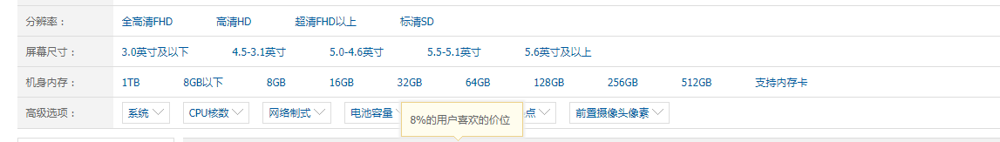 分辨率： 全高清FHD 高清HD 超清FHD以上 标清SD
屏幕尺寸： 3.0英寸及以下 4.5-3.1英寸 5.0-4.6英寸 5.5-5.1英寸 5.6英寸及以上
机身内存： 1TB 8GB以下 8GB 16GB 32GB 64GB 128GB 256GB 512GB 支持内存卡
高级选项： 系统 CPU核数 网络制式 电池容量 点 前置摄像头像素
8%的用户喜欢的价位